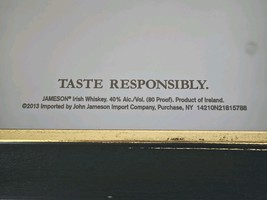 TASTE RESPONSIBLY.
JAMESON® Irish Whiskey. 40% Alc./Vol. (80 Proof). Product of Ireland.
©2013 Imported by John Jameson Import Company, Purchase, NY 14210N21915788